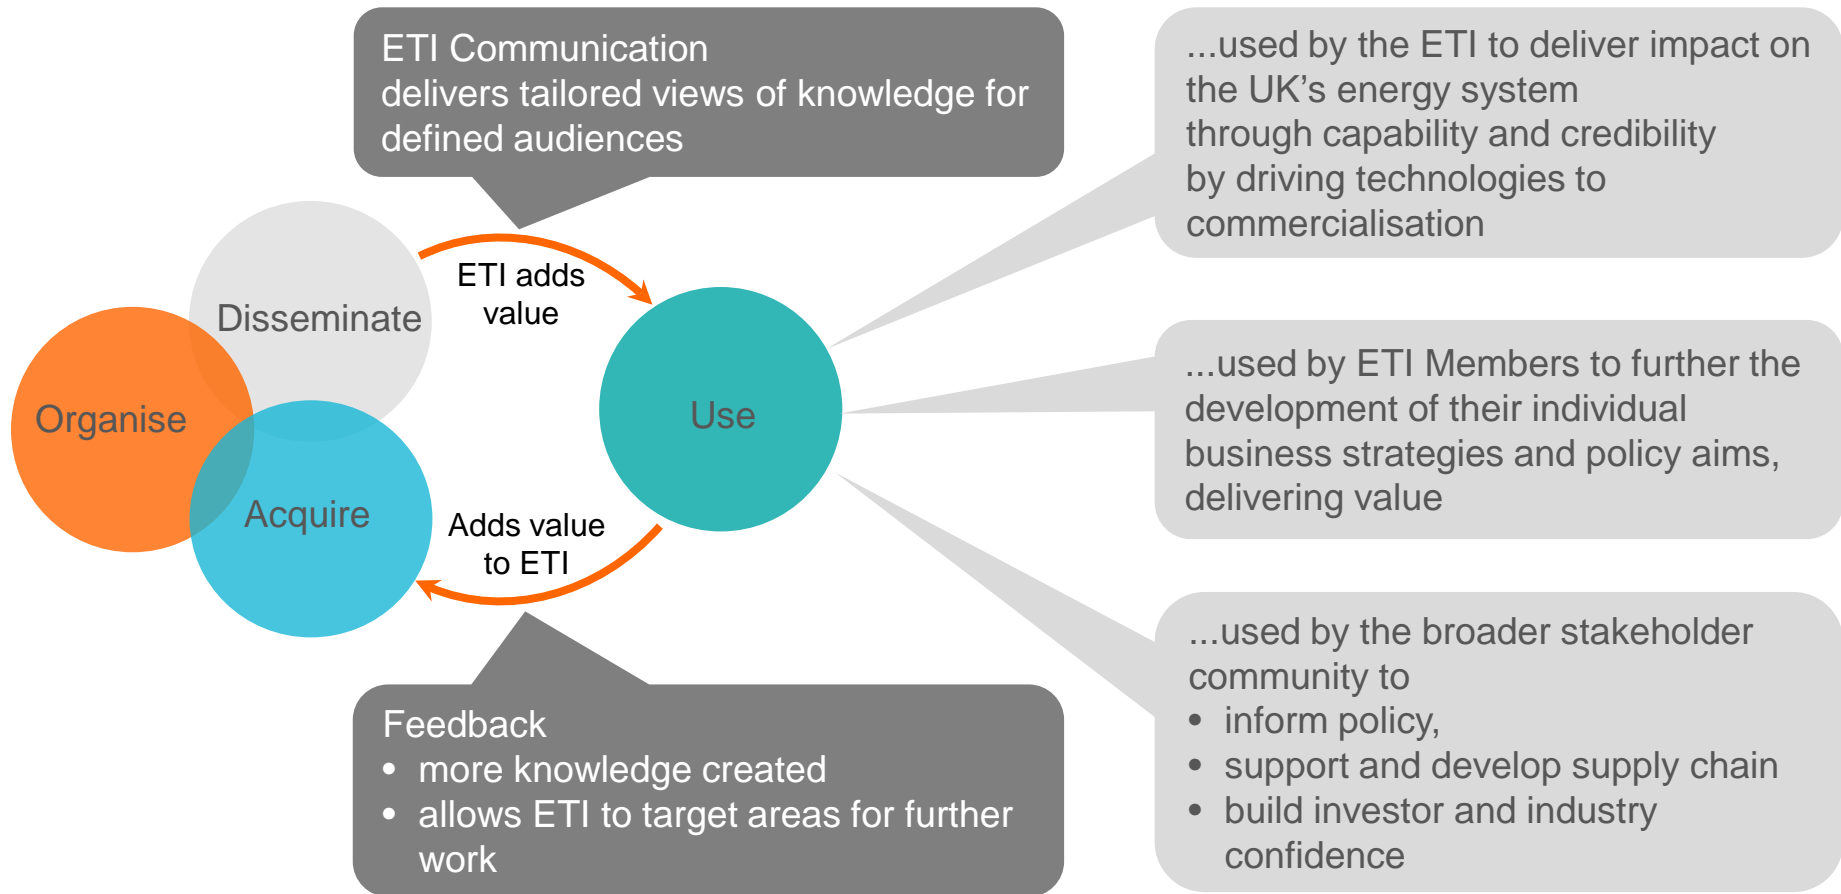 ETI Communication
delivers tailored views of knowledge for
defined audiences
Disseminate
Organise
Acquire
ETI adds
value
Use
Adds value
to ETI
Feedback
• more knowledge created
• allows ETI to target areas for further
work
...used by the ETI to deliver impact on
the UK’s energy system
through capability and credibility
by driving technologies to
commercialisation
...used by ETI Members to further the
development of their individual
business strategies and policy aims,
delivering value
...used by the broader stakeholder
community to
• inform policy,
• support and develop supply chain
• build investor and industry
confidence